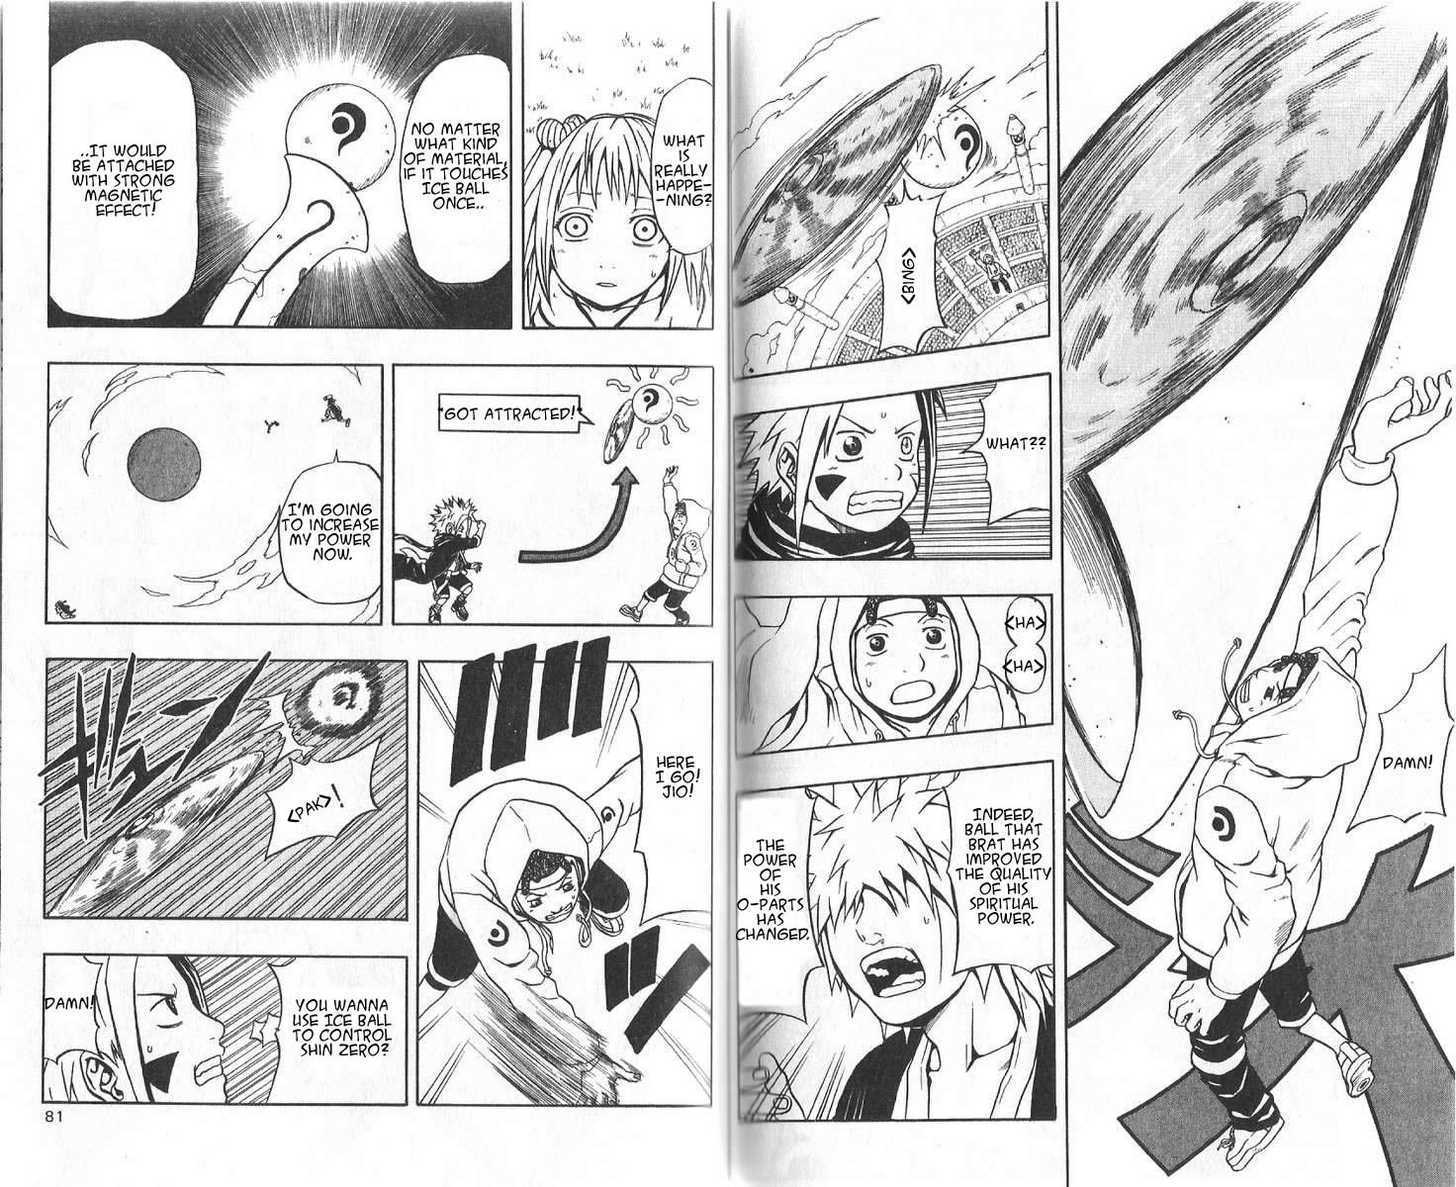 DAMN!
<BING>
WHAT??
<HA>
<HA>
INDEED,
BALL THAT
BRAT HAS
IMPROVED
THE QUALITY
OF HIS
SPIRITUAL
POWER.
THE
POWER
OF
HIS
O-PARTS
HAS
CHANGED.
WHAT
IS
REALLY
HAPPE-
-NING?
NO MATTER
WHAT KIND
OF MATERIAL,
IF IT TOUCHES
ICE BALL
ONCE..
..IT WOULD
BE ATTACHED
WITH STRONG
MAGNETIC
EFFECT!
GOT ATTRACTED!
I'M GOING
TO INCREASE
MY POWER
NOW.
HERE
I GO!
JIO!
<PAK>!
YOU WANNA
USE ICE BALL
TO CONTROL
SHIN ZERO?
DAMN!
81